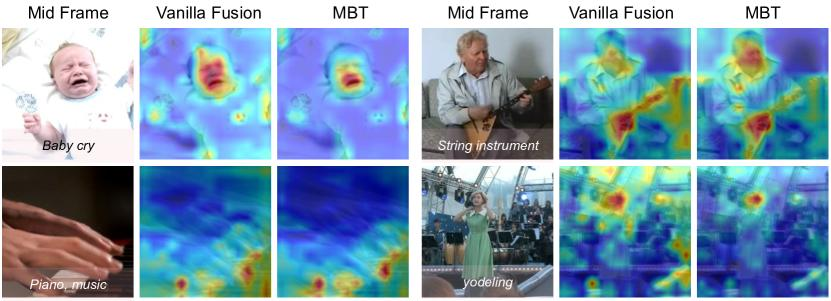 Mid Frame Vanilla Fusion MBT Mid Frame Vanilla Fusion MBT
Baby cry
String instrument
Piano, music
yodeling